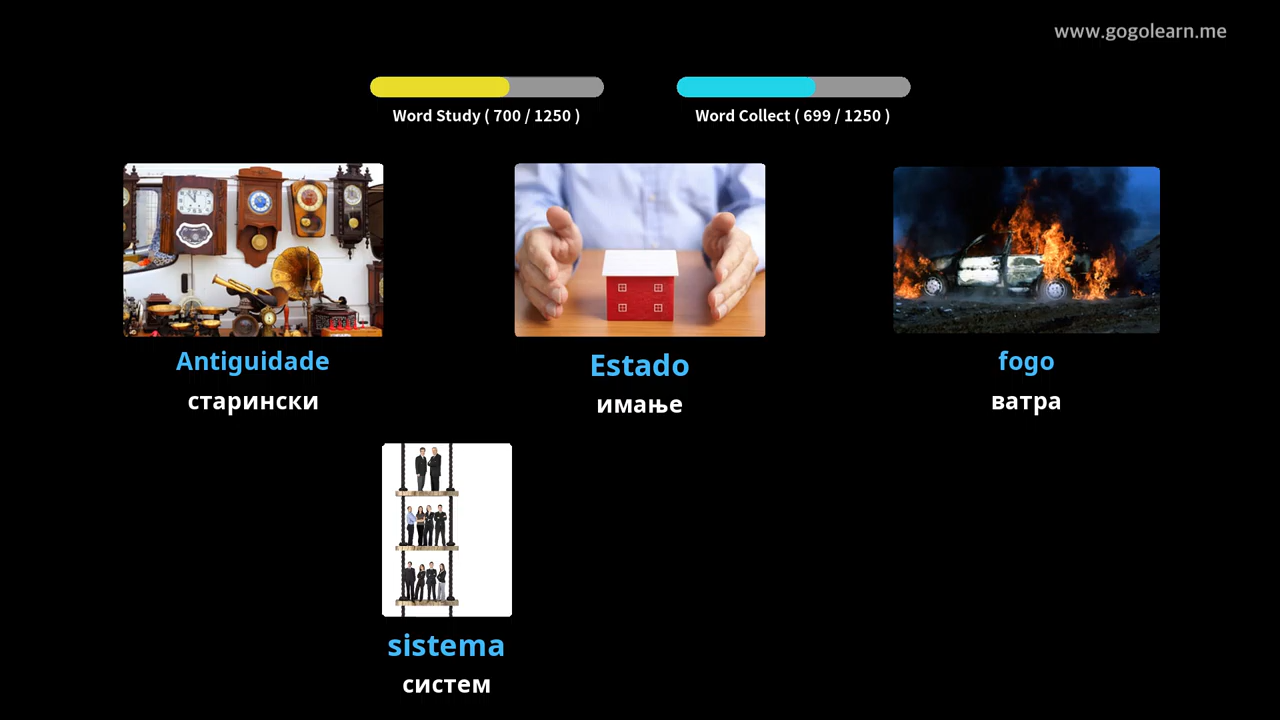 www.gogolearn.me
Word Study ( 700 / 1250 )
Word Collect ( 699 / 1250 )
Antiguidade
старински
Estado
имање
fogo
ватра
sistema
систем